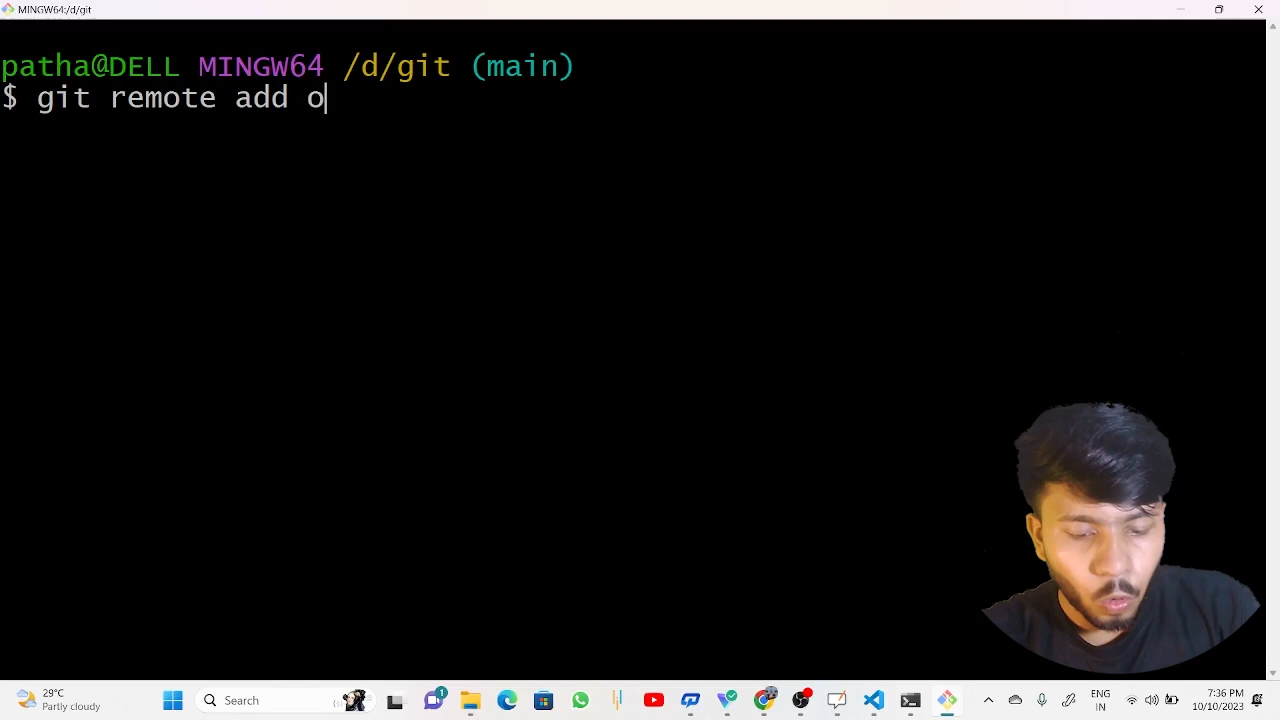 MINGW64:/d/git
patha@DELL MINGW64 /d/git (main)
$ git remote add o
29°C
Partly cloudy
Search
1
ENG
IN
7:36 PM
10/10/2023